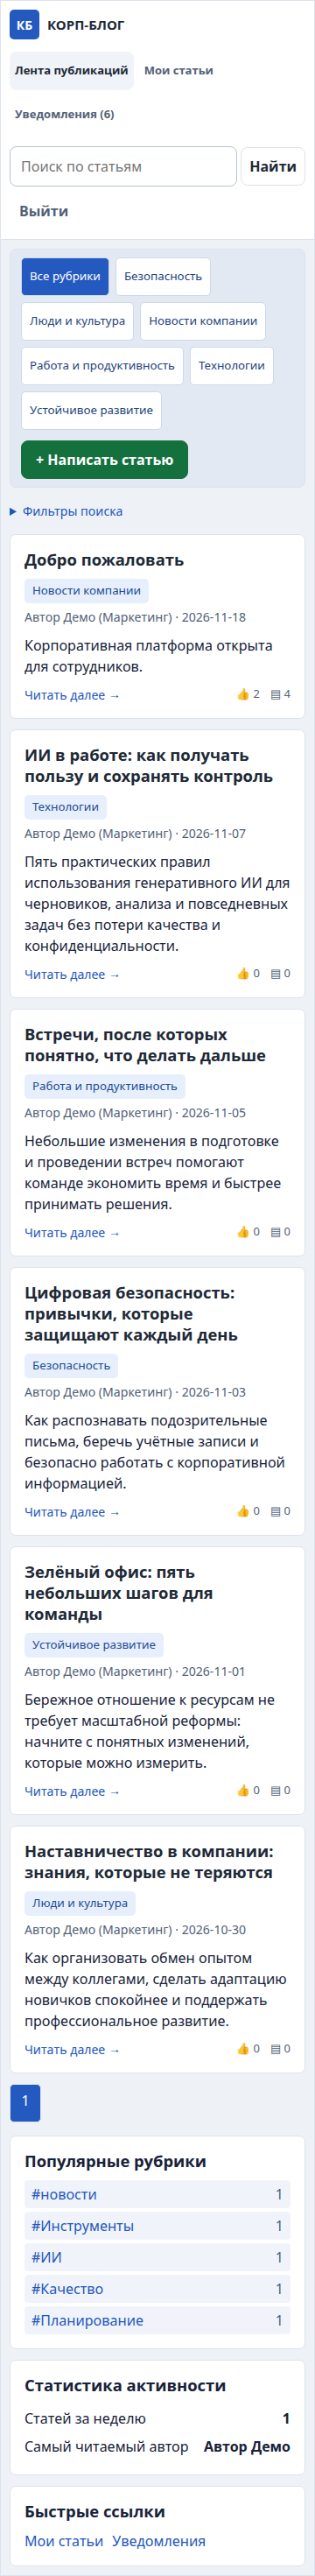 КБ КОРП-БЛОГ
Лента публикаций Мои статьи
Уведомления (6)
Поиск по статьям Найти
Выйти
Все рубрики Безопасность
Люди и культура Новости компании
Работа и продуктивность Технологии
Устойчивое развитие
+ Написать статью
▶ Фильтры поиска
Добро пожаловать
Новости компании
Автор Демо (Маркетинг) · 2026-11-18
Корпоративная платформа открыта
для сотрудников.
Читать далее → 👍 2 ▤ 4
ИИ в работе: как получать
пользу и сохранять контроль
Технологии
Автор Демо (Маркетинг) · 2026-11-07
Пять практических правил
использования генеративного ИИ для
черновиков, анализа и повседневных
задач без потери качества и
конфиденциальности.
Читать далее → 👍 0 ▤ 0
Встречи, после которых
понятно, что делать дальше
Работа и продуктивность
Автор Демо (Маркетинг) · 2026-11-05
Небольшие изменения в подготовке
и проведении встреч помогают
команде экономить время и быстрее
принимать решения.
Читать далее → 👍 0 ▤ 0
Цифровая безопасность:
привычки, которые
защищают каждый день
Безопасность
Автор Демо (Маркетинг) · 2026-11-03
Как распознавать подозрительные
письма, беречь учётные записи и
безопасно работать с корпоративной
информацией.
Читать далее → 👍 0 ▤ 0
Зелёный офис: пять
небольших шагов для
команды
Устойчивое развитие
Автор Демо (Маркетинг) · 2026-11-01
Бережное отношение к ресурсам не
требует масштабной реформы:
начните с понятных изменений,
которые можно измерить.
Читать далее → 👍 0 ▤ 0
Наставничество в компании:
знания, которые не теряются
Люди и культура
Автор Демо (Маркетинг) · 2026-10-30
Как организовать обмен опытом
между коллегами, сделать адаптацию
новичков спокойнее и поддержать
профессиональное развитие.
Читать далее → 👍 0 ▤ 0
1
Популярные рубрики
#новости 1
#Инструменты 1
#ИИ 1
#Качество 1
#Планирование 1
Статистика активности
Статей за неделю 1
Самый читаемый автор Автор Демо
Быстрые ссылки
Мои статьи Уведомления